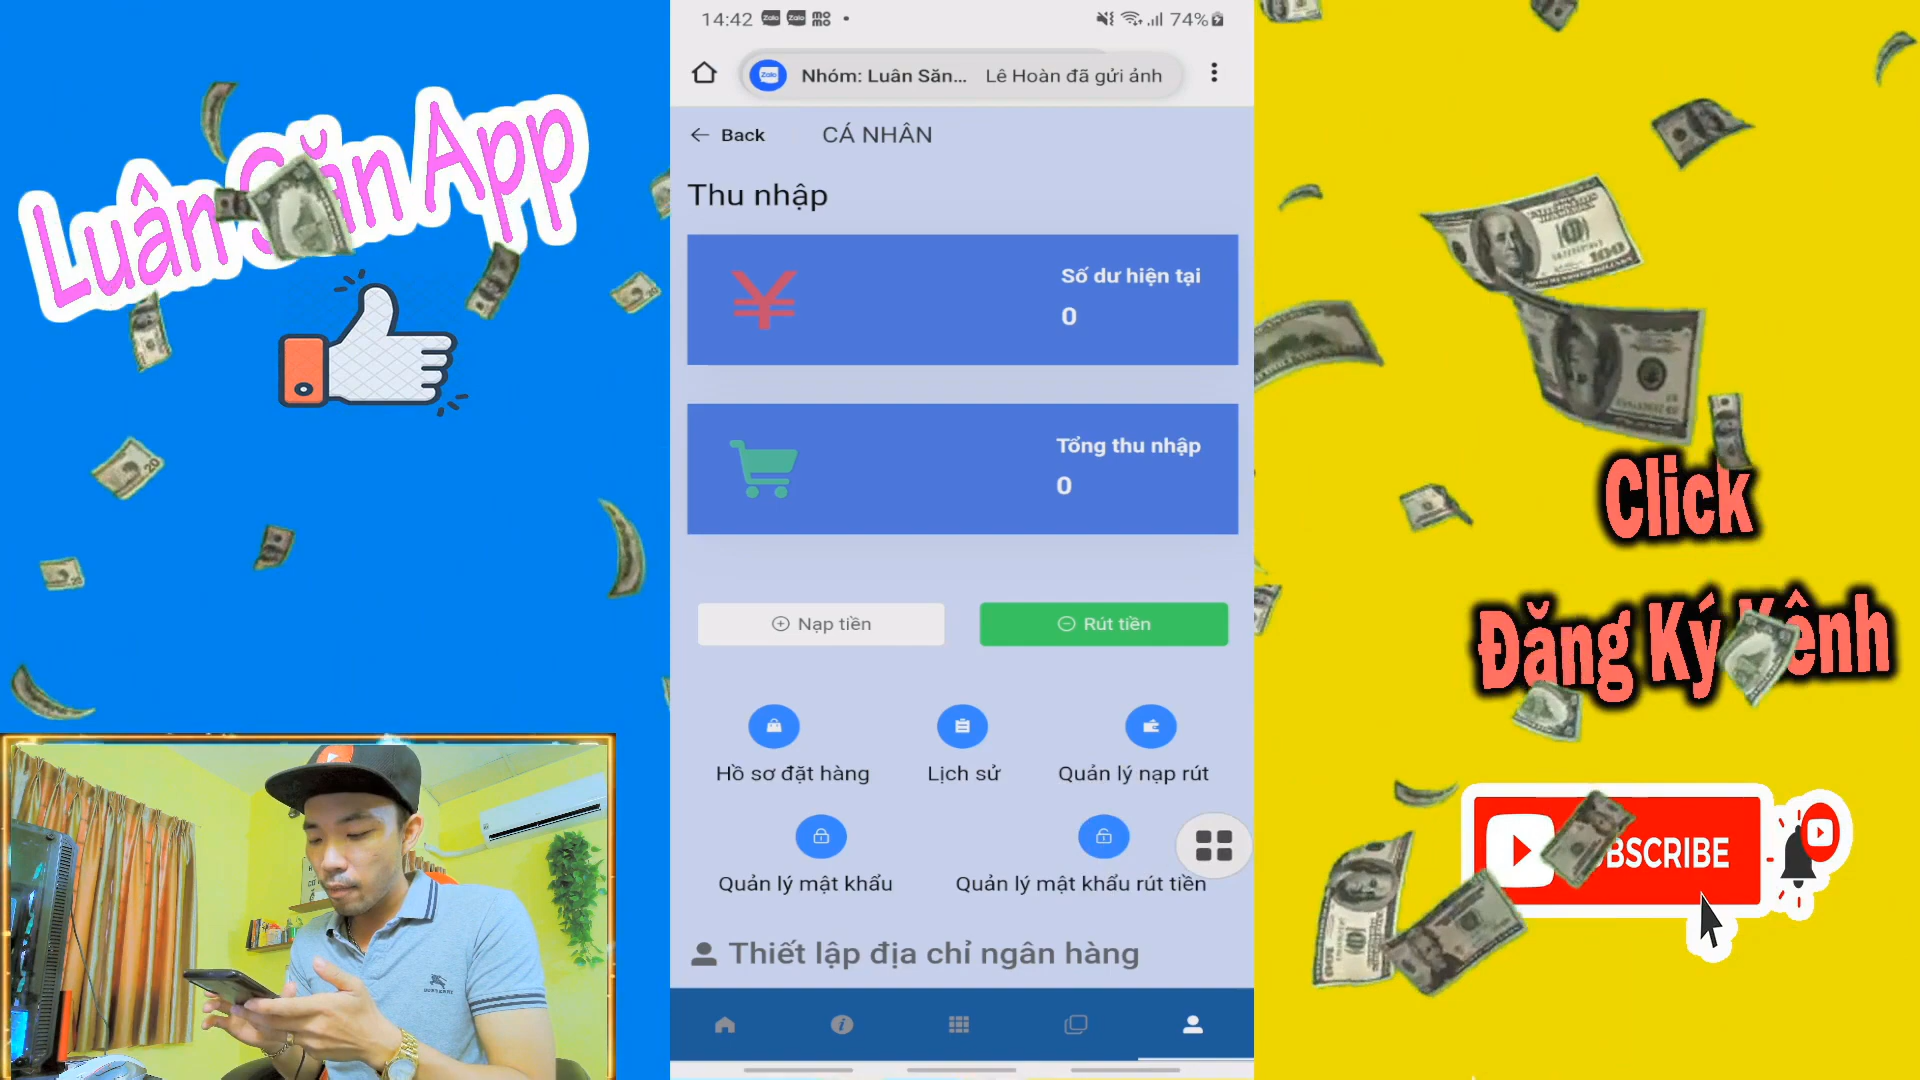 Luân Săn App
14:42
74%
Nhóm: Luân Săn... Lê Hoàn đã gửi ảnh
Back
CÁ NHÂN
Thu nhập
Số dư hiện tại
0
Tổng thu nhập
0
Nạp tiền
Rút tiền
Hồ sơ đặt hàng
Lịch sử
Quản lý nạp rút
Quản lý mật khẩu
Quản lý mật khẩu rút tiền
Thiết lập địa chỉ ngân hàng
Click
Đăng Ký Kênh
SUBSCRIBE